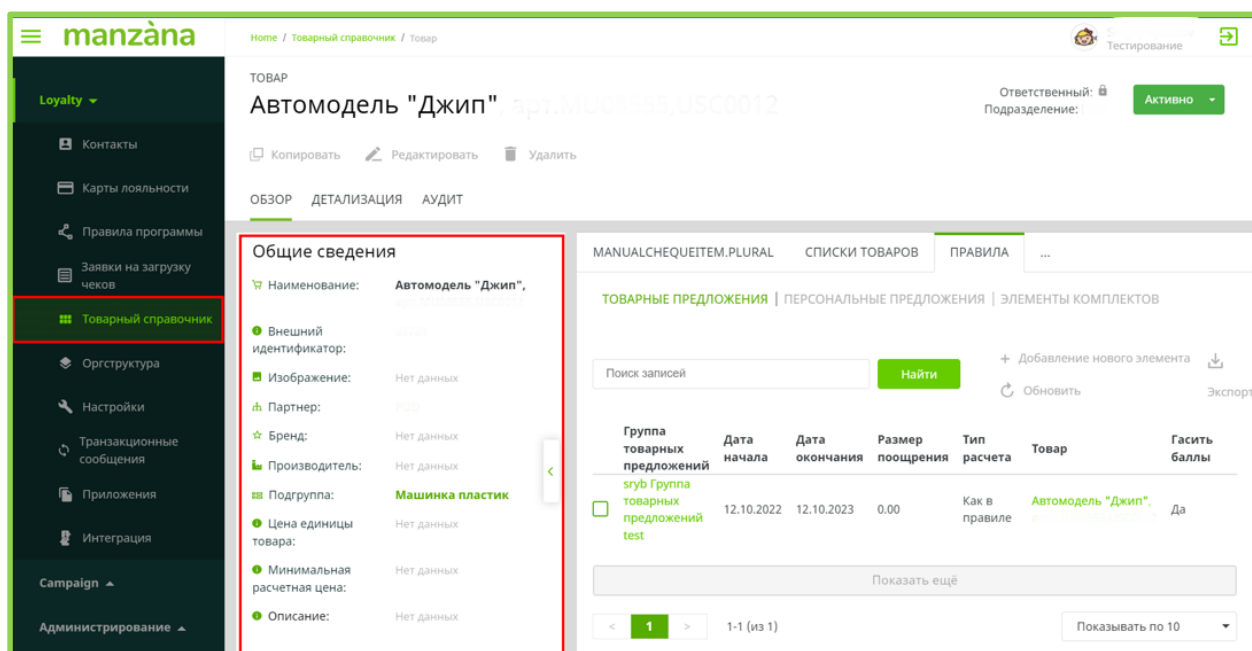 manzàna
Home / Товарный справочник / Товар
Тестирование
Loyalty
Контакты
Карты лояльности
Правила программы
Заявки на загрузку
чеков
Товарный справочник
Оргструктура
Настройки
Транзакционные
сообщения
Приложения
Интеграция
Campaign
Администрирование
ТОВАР
Автомодель "Джип"
Ответственный:
Подразделение:
Активно
Копировать
Редактировать
Удалить
ОБЗОР ДЕТАЛИЗАЦИЯ АУДИТ
Общие сведения
Наименование: Автомодель "Джип",
Внешний
идентификатор:
Изображение: Нет данных
Партнер:
Бренд: Нет данных
Производитель: Нет данных
Подгруппа: Машинка пластик
Цена единицы Нет данных
товара:
Минимальная Нет данных
расчетная цена:
Описание: Нет данных
MANUALCHEQUEITEM.PLURAL СПИСКИ ТОВАРОВ ПРАВИЛА ...
ТОВАРНЫЕ ПРЕДЛОЖЕНИЯ | ПЕРСОНАЛЬНЫЕ ПРЕДЛОЖЕНИЯ | ЭЛЕМЕНТЫ КОМПЛЕКТОВ
Поиск записей
Найти
+ Добавление нового элемента
Обновить
Экспорт
Группа
товарных
предложений
Дата
начала
Дата
окончания
Размер
поощрения
Тип
расчета
Товар
Гасить
баллы
sryb Группа
товарных
предложений
test
12.10.2022
12.10.2023
0.00
Как в
правиле
Автомодель "Джип",
Да
Показать ещё
< 1 > 1-1 (из 1)
Показывать по 10